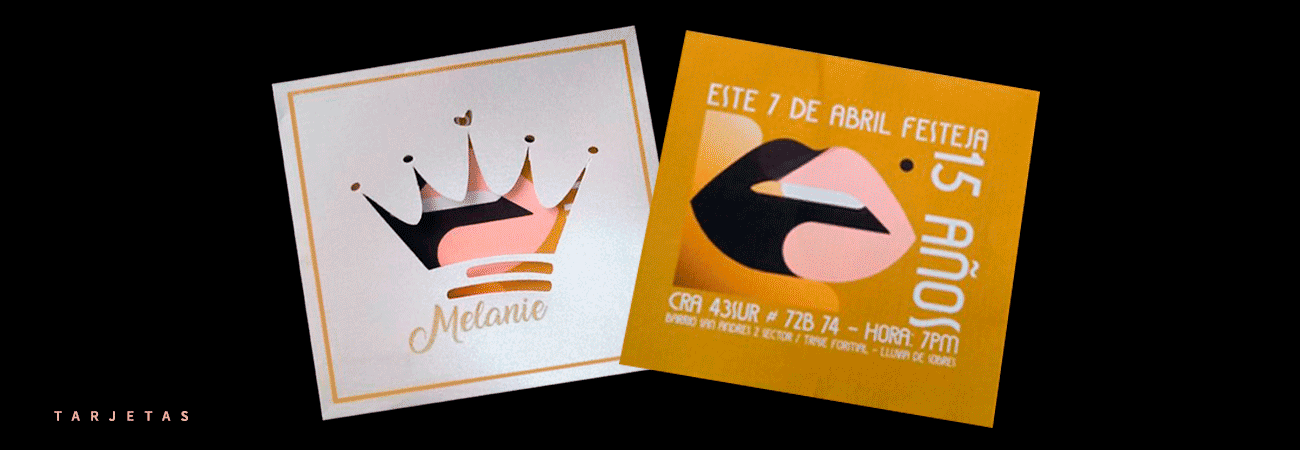 Melanie
ESTE 7 DE ABRIL FESTEJA
15 AÑOS
CRA 43SUR # 72B 74 - HORA: 7PM
BARRIO SAN ANDRES 2 SECTOR / TRAJE FORMAL - LLUVIA DE SOBRES
TARJETAS